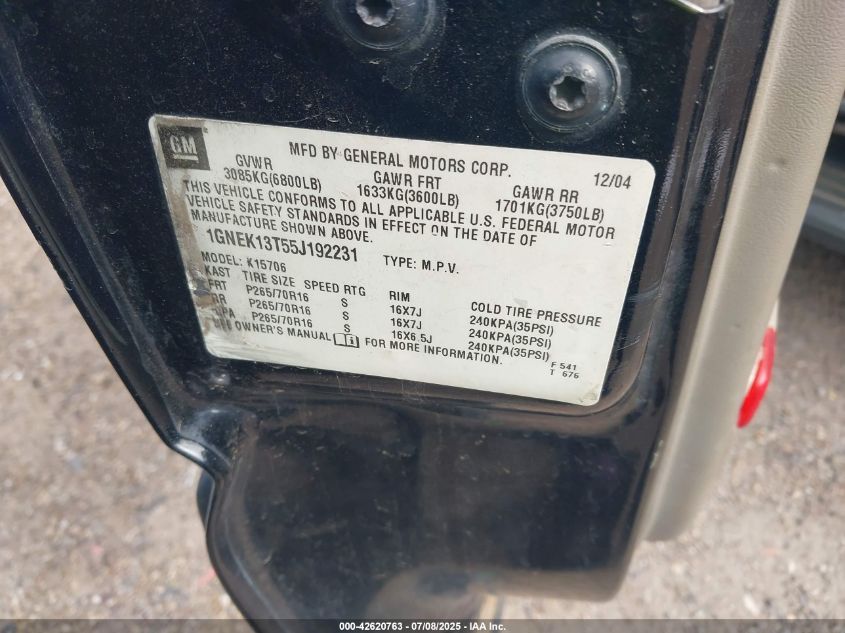 GM
MFD BY GENERAL MOTORS CORP. 12/04
GVWR GAWR FRT GAWR RR
3085KG(6800LB) 1633KG(3600LB) 1701KG(3750LB)
THIS VEHICLE CONFORMS TO ALL APPLICABLE U.S. FEDERAL MOTOR
VEHICLE SAFETY STANDARDS IN EFFECT ON THE DATE OF
MANUFACTURE SHOWN ABOVE.
1GNEK13T55J192231 TYPE: M.P.V.
MODEL: K15706
KAST TIRE SIZE SPEED RTG RIM COLD TIRE PRESSURE
FRT P265/70R16 S 16X7J 240KPA(35PSI)
RR P265/70R16 S 16X7J 240KPA(35PSI)
P265/70R16 S 16X6.5J 240KPA(35PSI)
SEE OWNER'S MANUAL FOR MORE INFORMATION.
F 541
T 676
000-42620763 - 07/08/2025 - IAAI.com